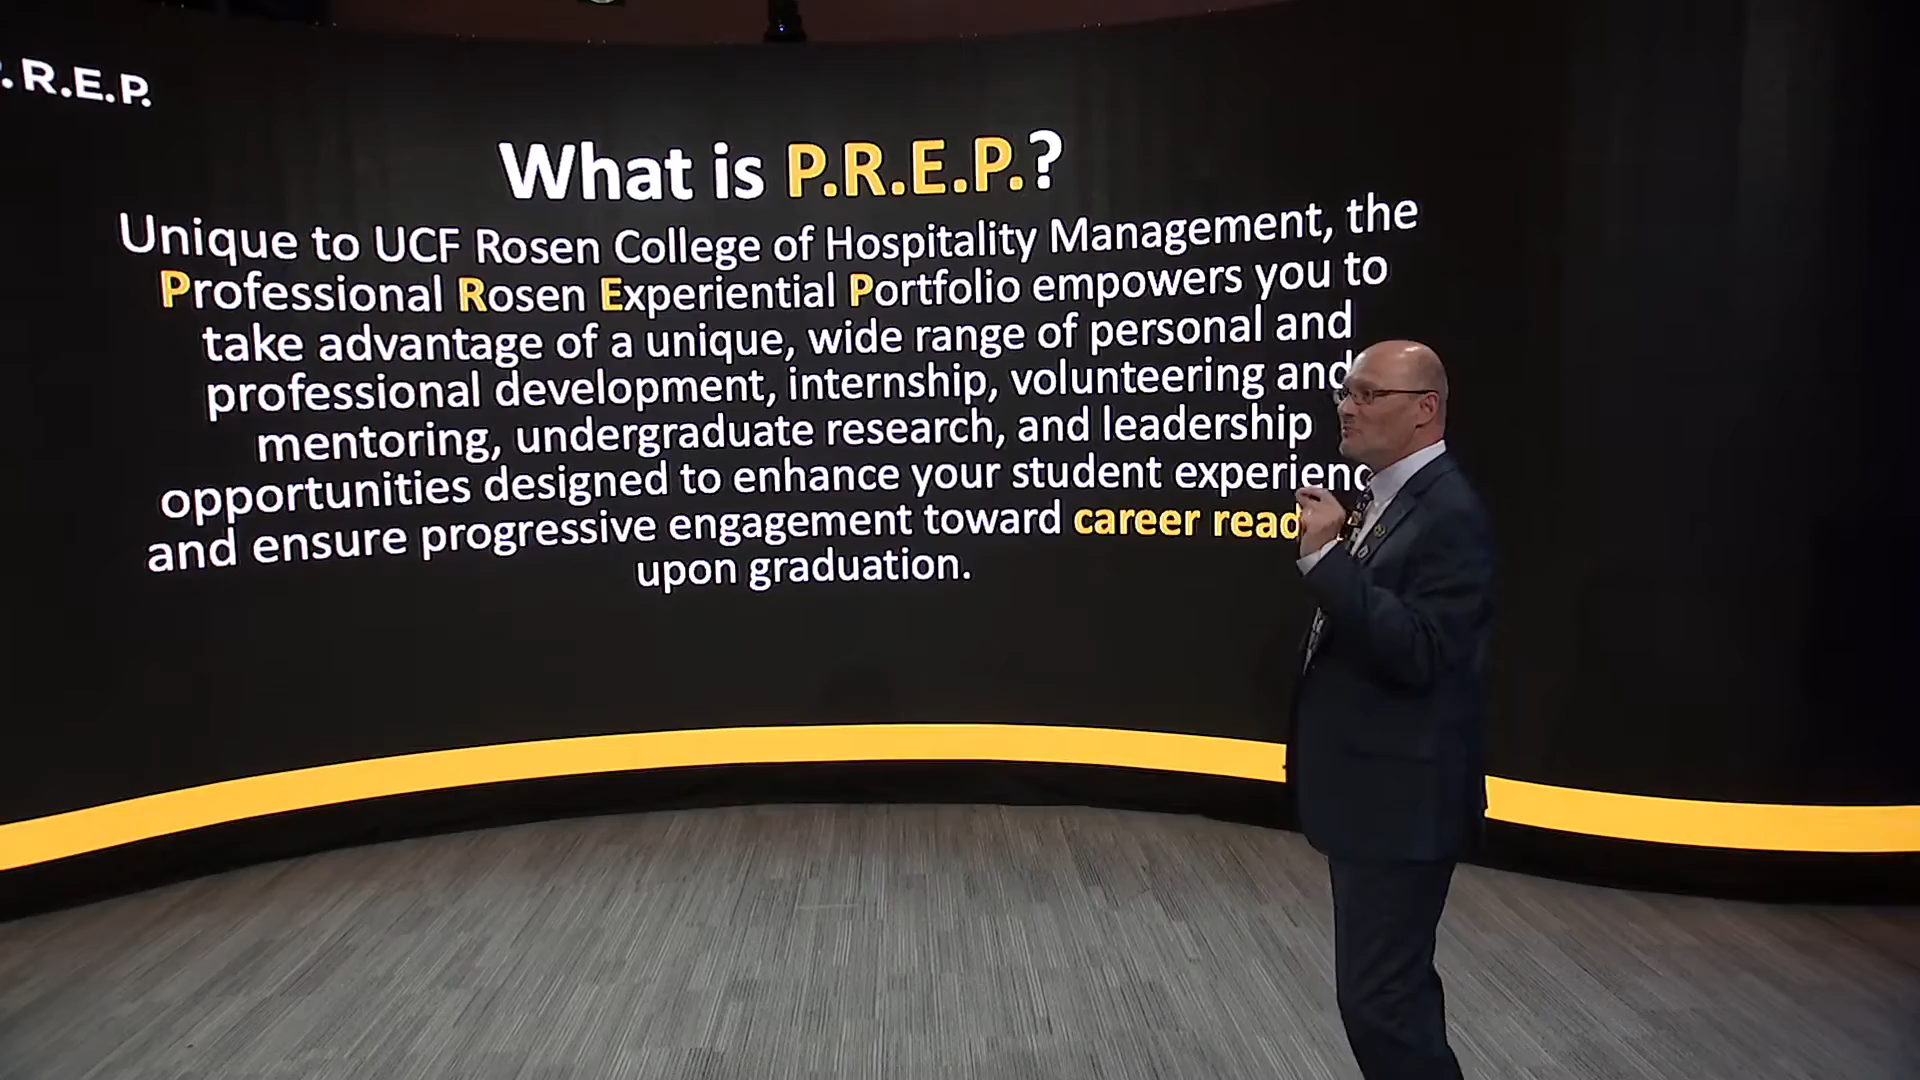 .R.E.P.
What is P.R.E.P.?
Unique to UCF Rosen College of Hospitality Management, the
Professional Rosen Experiential Portfolio empowers you to
take advantage of a unique, wide range of personal and
professional development, internship, volunteering and
mentoring, undergraduate research, and leadership
opportunities designed to enhance your student
and ensure progressive engagement toward career
upon graduation.